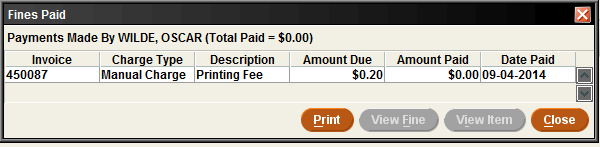 Fines Paid
Payments Made By WILDE, OSCAR (Total Paid = $0.00)
Invoice Charge Type Description Amount Due Amount Paid Date Paid
450087 Manual Charge Printing Fee $0.20 $0.00 09-04-2014
Print View Fine View Item Close